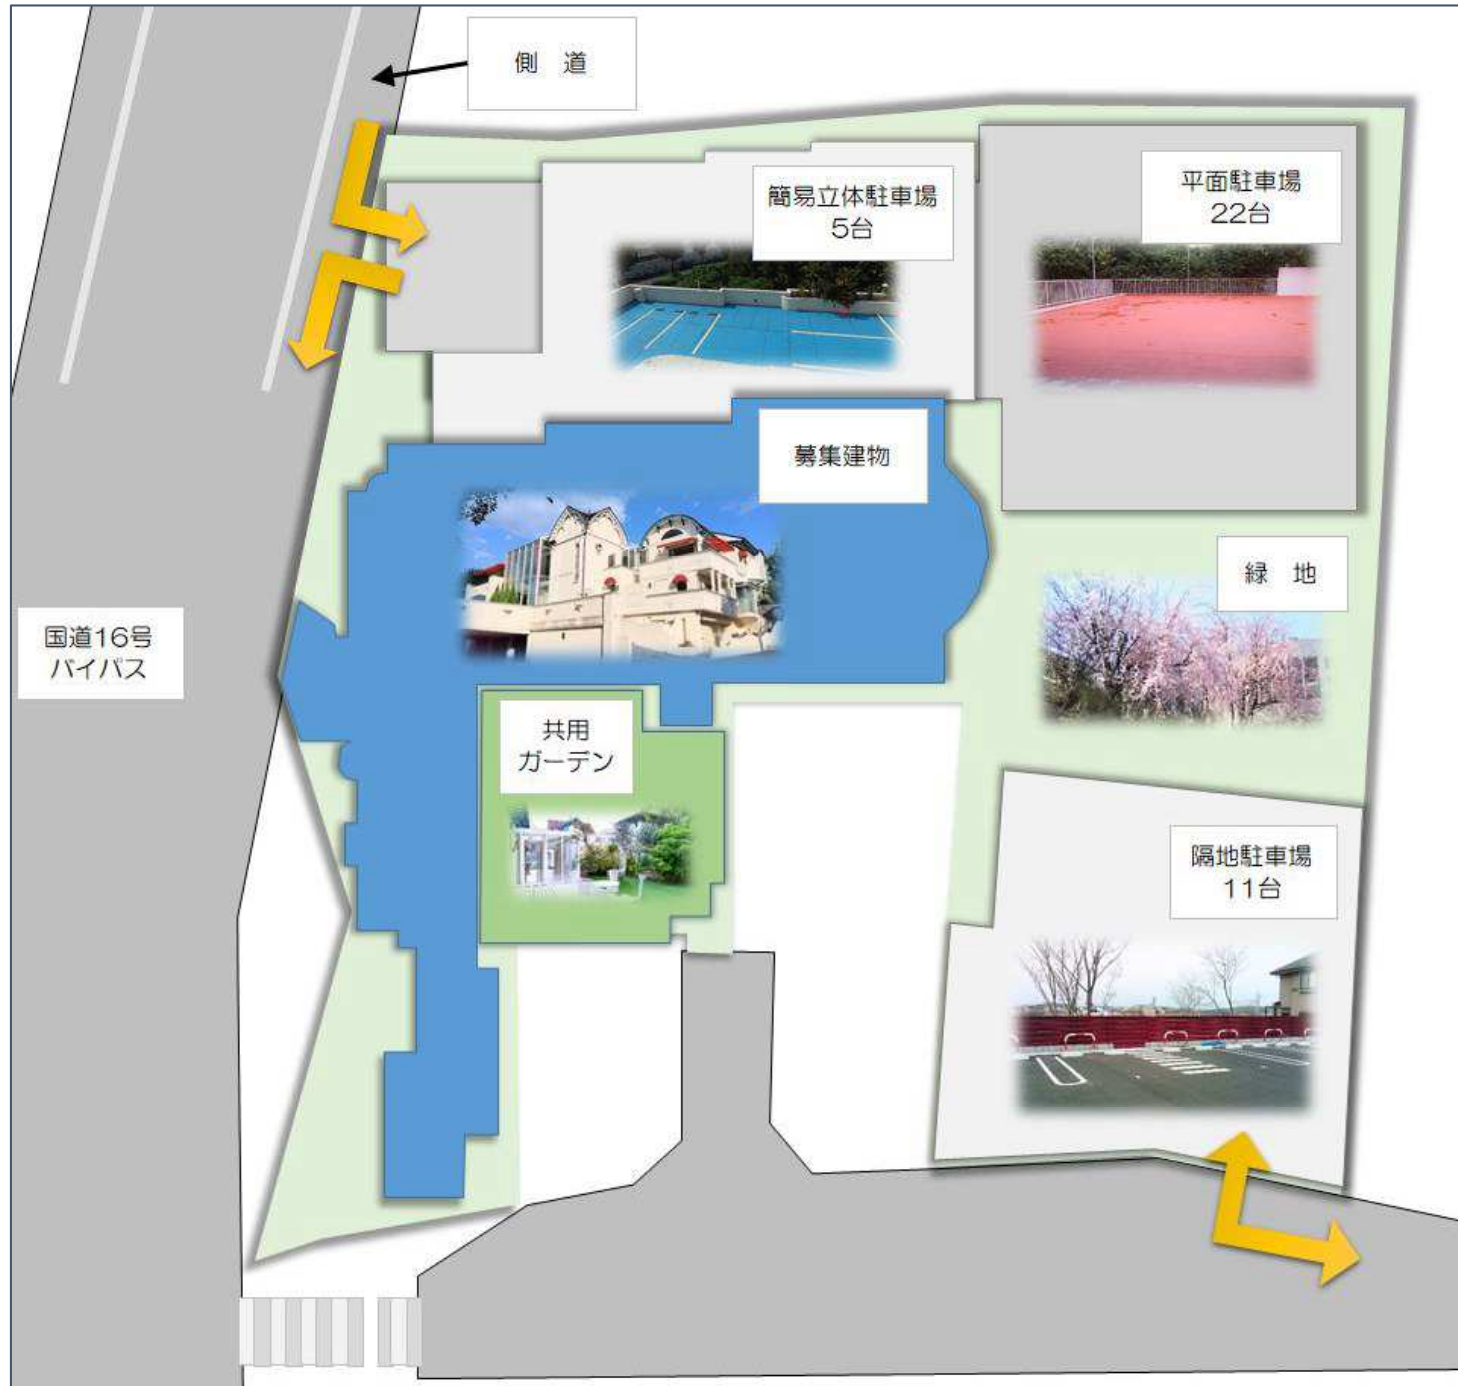 側　道
簡易立体駐車場
5台
平面駐車場
22台
募集建物
緑　地
国道16号
バイパス
共用
ガーデン
隔地駐車場
11台